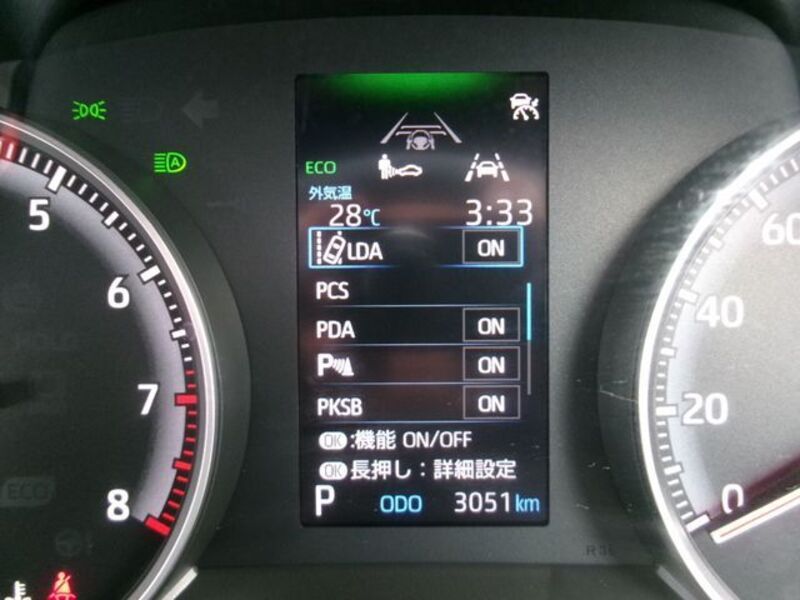 ECO
外気温
28℃ 3:33
LDA ON
PCS
PDA ON
P ON
PKSB ON
OK:機能 ON/OFF
OK長押し：詳細設定
P ODO 3051km
A
5
6
7
8
60
40
20
0
ECO